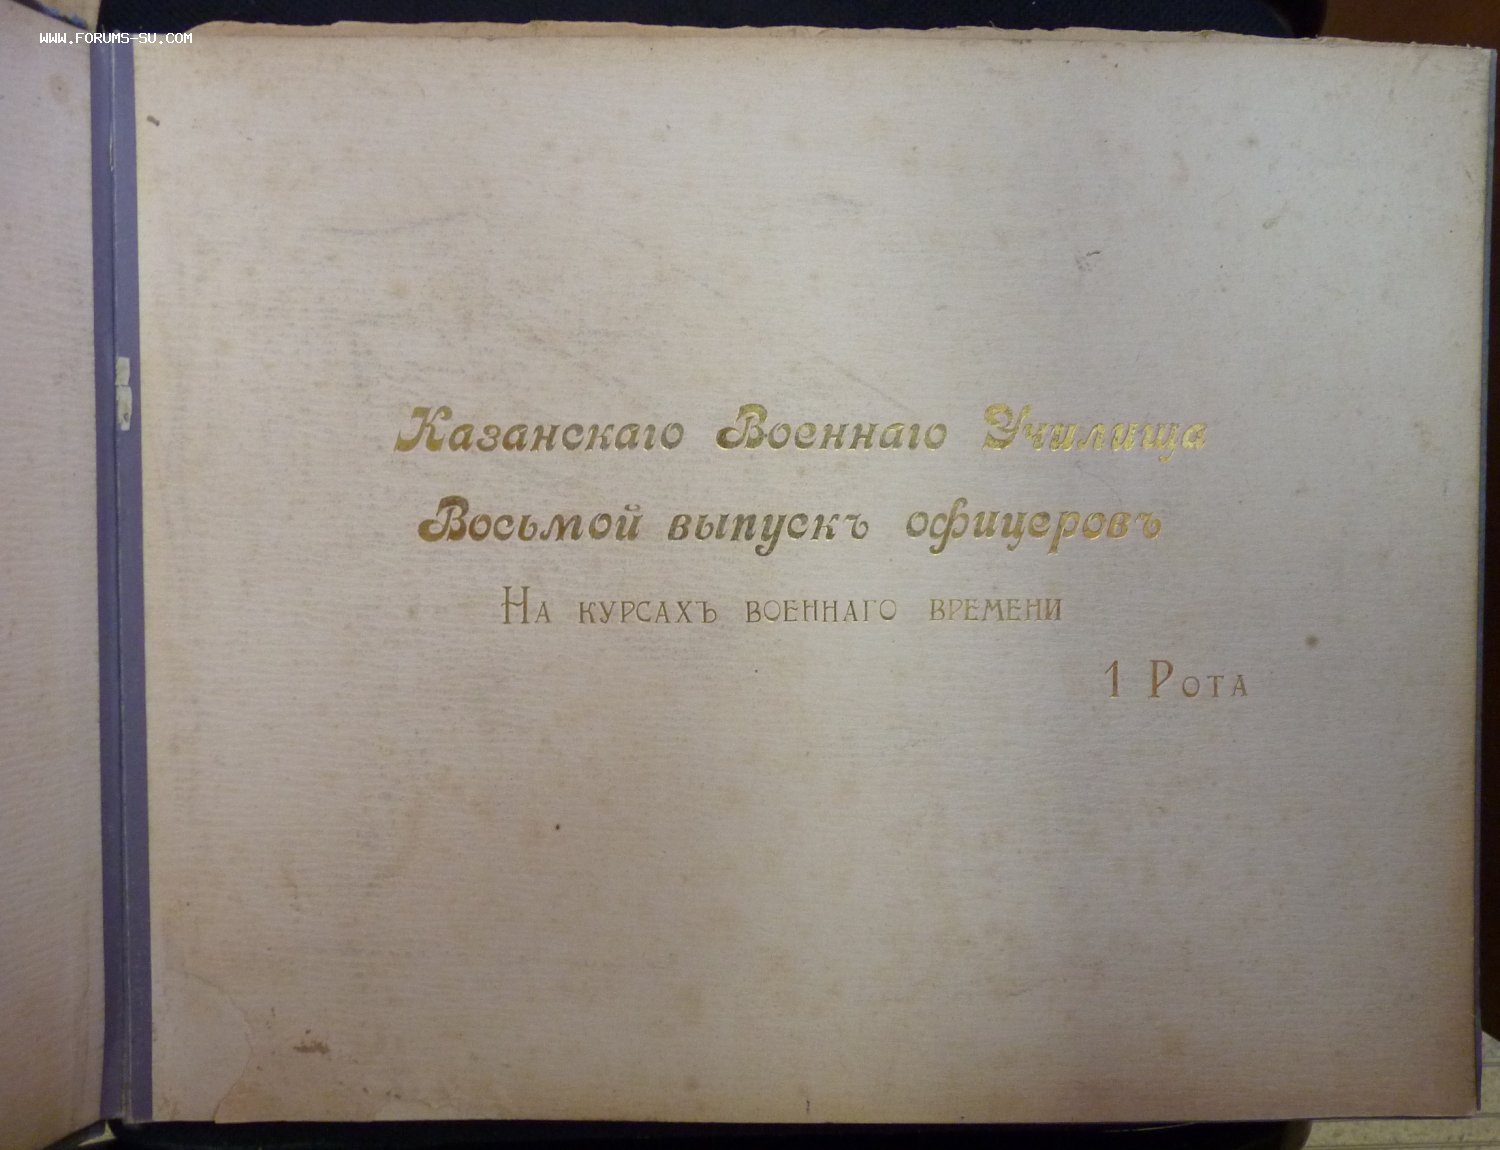 WWW.FORUMS-SU.COM
Казанскаго Военнаго Училища
Восьмой выпускъ офицеровъ
На курсахъ военнаго времени
1 Рота